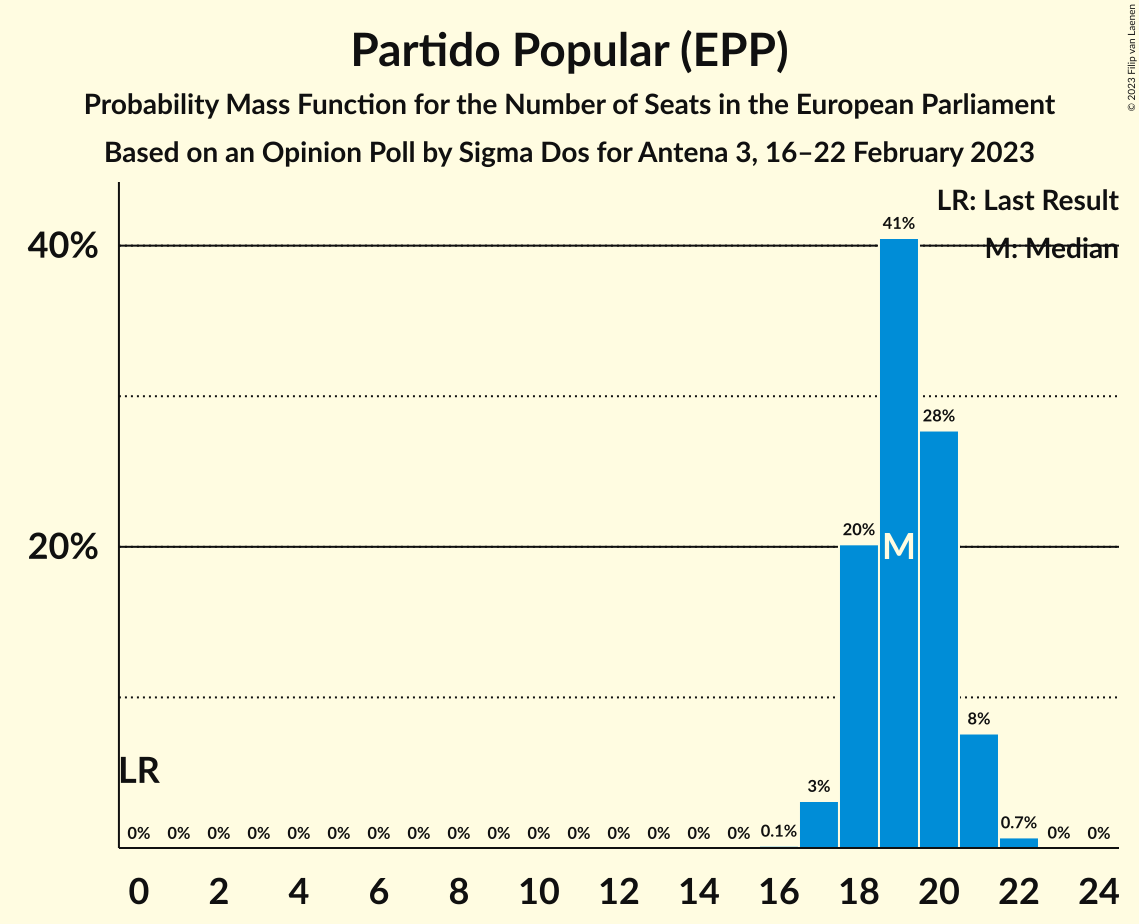 Partido Popular (EPP)
Probability Mass Function for the Number of Seats in the European Parliament
Based on an Opinion Poll by Sigma Dos for Antena 3, 16–22 February 2023
© 2023 Filip van Laenen
LR: Last Result
M: Median
40%
20%
41%
28%
20%
M
8%
3%
LR
0% 0% 0% 0% 0% 0% 0% 0% 0% 0% 0% 0% 0% 0% 0% 0% 0.1% 0.7% 0% 0%
0 2 4 6 8 10 12 14 16 18 20 22 24